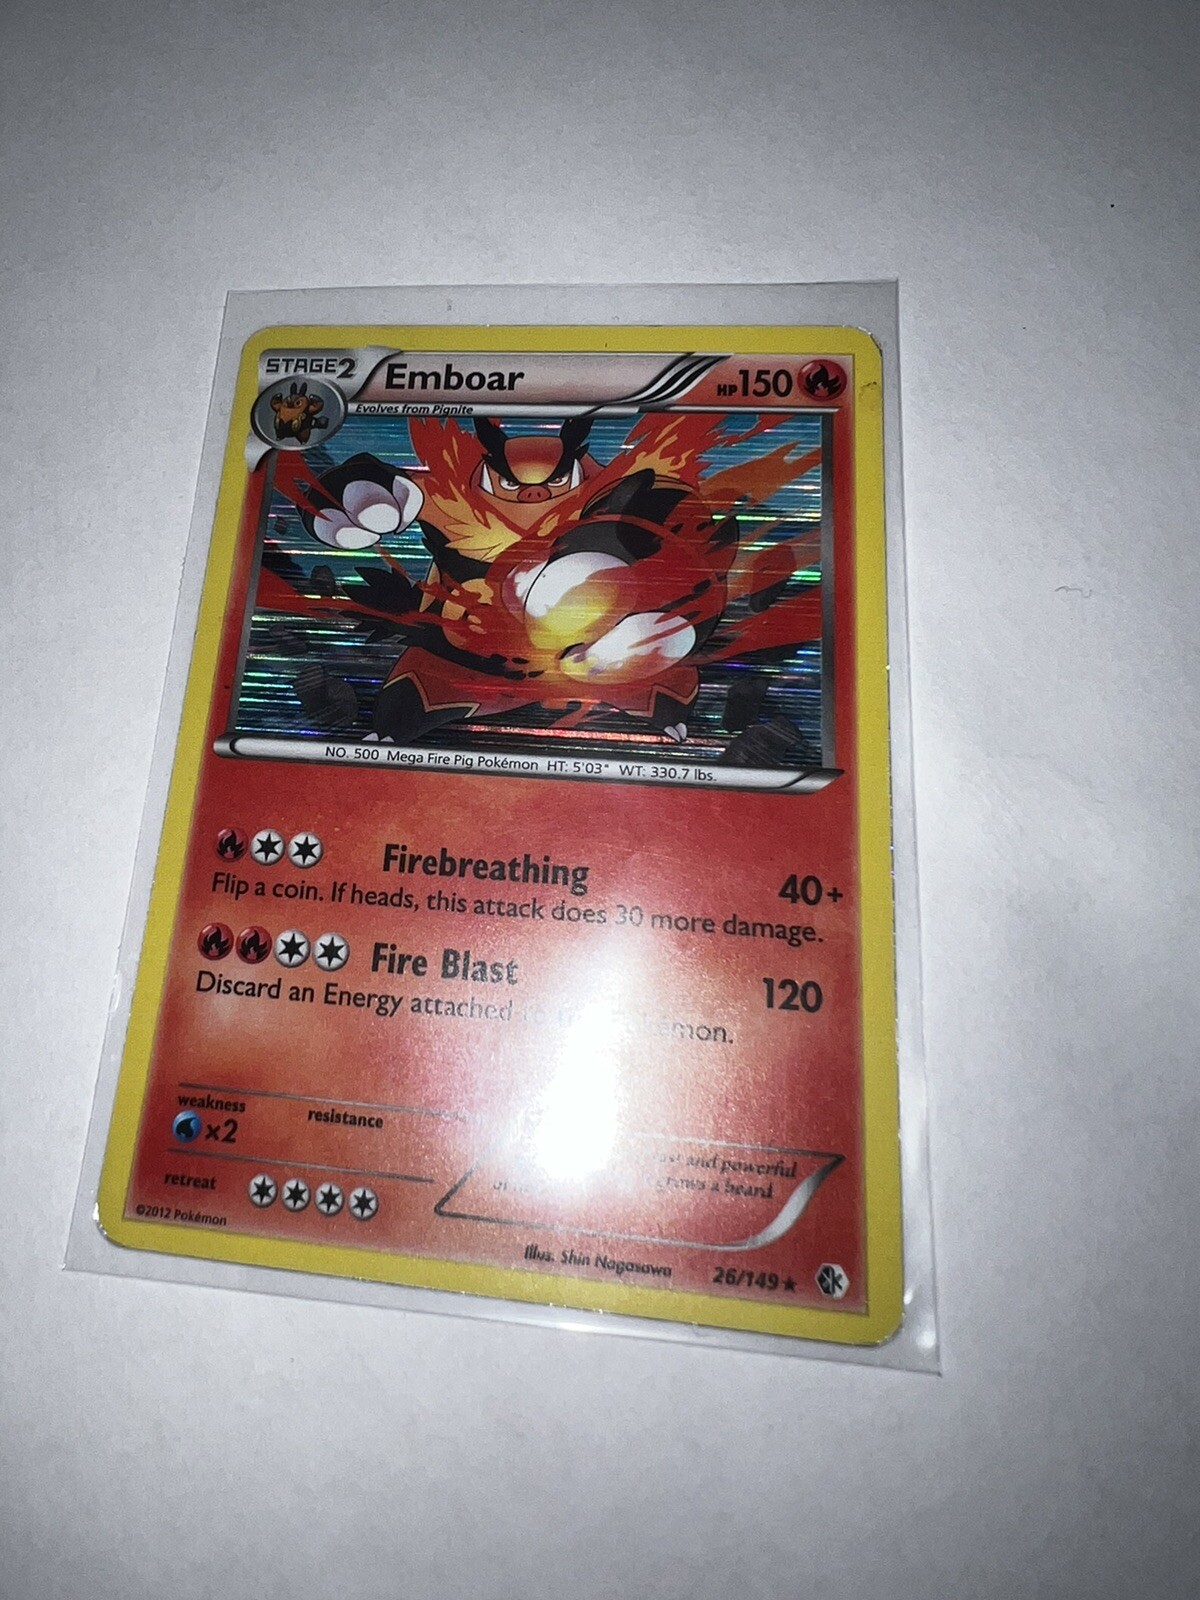 STAGE2 Emboar HP150
Evolves from Pignite
NO. 500 Mega Fire Pig Pokémon HT: 5'03" WT: 330.7 lbs.
Firebreathing 40+
Flip a coin. If heads, this attack does 30 more damage.
Fire Blast 120
Discard an Energy attached
weakness
×2
resistance
and powerful
a beard
retreat
©2012 Pokémon
Illus. Shin Nagasawa
26/149★